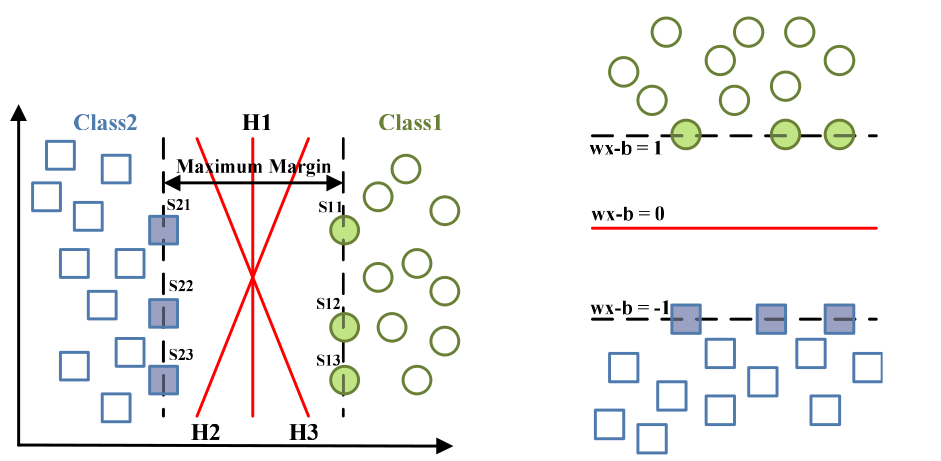 Class2
H1
Class1
Maximum Margin
S21
S11
S22
S12
S23
S13
H2
H3
wx-b = 1
wx-b = 0
wx-b = -1